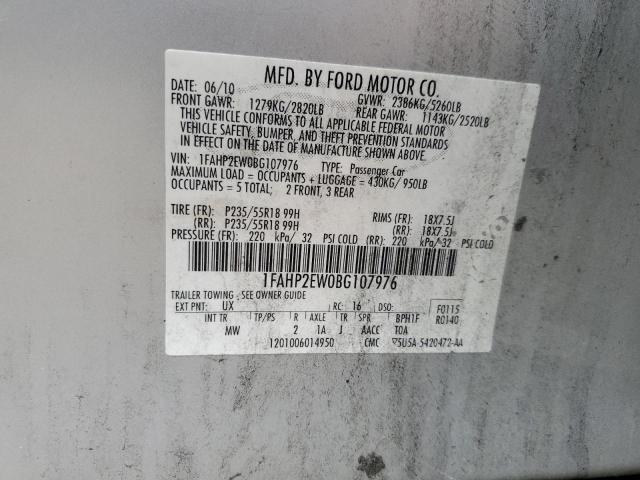 MFD. BY FORD MOTOR CO.
DATE: 06/10 GVWR: 2386KG/5260LB
FRONT GAWR: 1279KG/2820LB REAR GAWR: 1143KG/2520LB
THIS VEHICLE CONFORMS TO ALL APPLICABLE FEDERAL MOTOR
VEHICLE SAFETY, BUMPER, AND THEFT PREVENTION STANDARDS
IN EFFECT ON THE DATE OF MANUFACTURE SHOWN ABOVE.
VIN: 1FAHP2EW0BG107976 TYPE: Passenger Car
MAXIMUM LOAD = OCCUPANTS + LUGGAGE = 430KG/950LB
OCCUPANTS = 5 TOTAL; 2 FRONT, 3 REAR
TIRE (FR): P235/55R18 99H RIMS (FR): 18X7.5J
(RR): P235/55R18 99H (RR): 18X7.5J
PRESSURE (FR): 220 kPa/ 32 PSI COLD (RR): 220 kPa/ 32 PSI COLD
1FAHP2EW0BG107976
TRAILER TOWING, SEE OWNER GUIDE
EXT PNT: UX RC: 16 DSO: F0115
INT TR TP/PS R AXLE TR SPR BPH1F R0140
MW 2 1A J AACC TOA
1201006014950 CMC ▽5U5A-5420472-AA